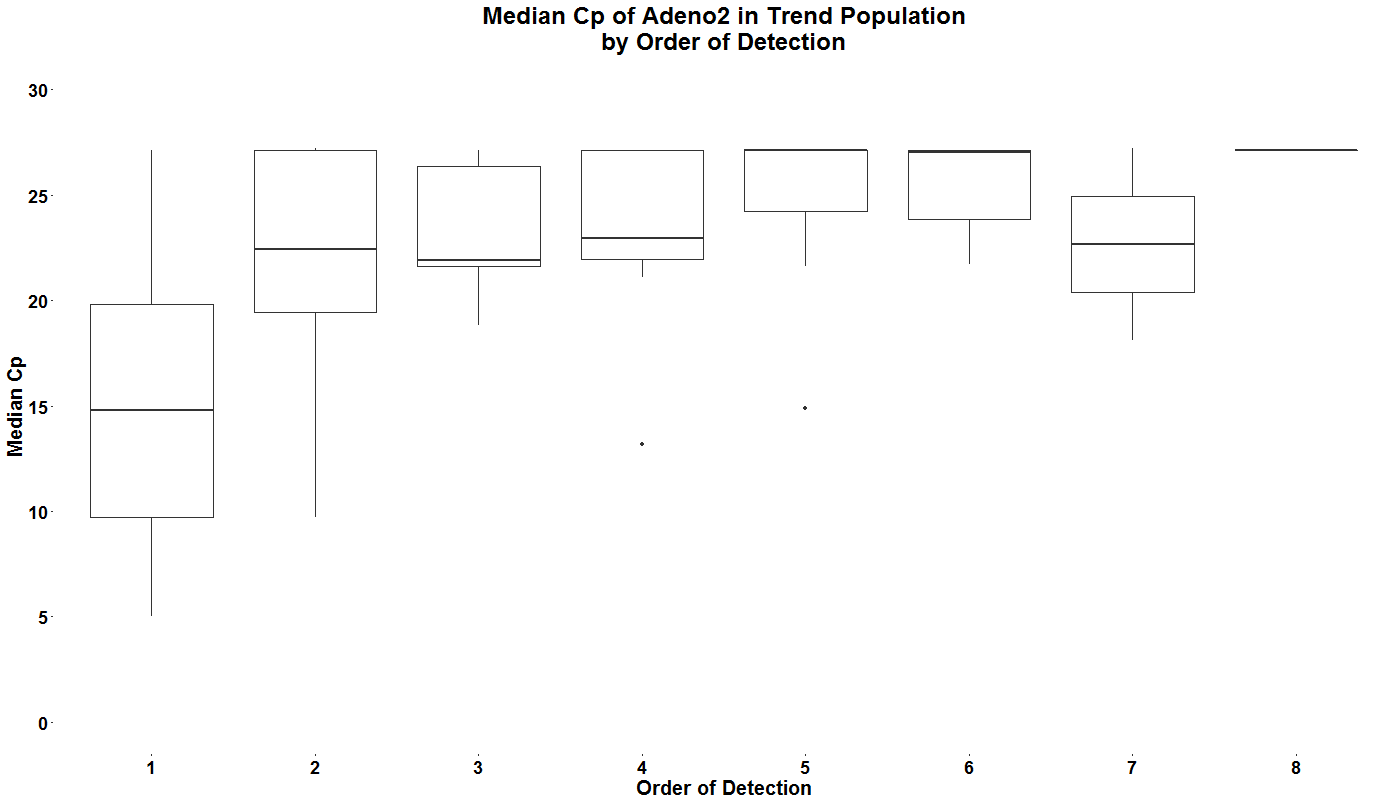 Median Cp of Adeno2 in Trend Population
by Order of Detection
30
25
20
15
10
5
0
Median Cp
1 2 3 4 5 6 7 8
Order of Detection